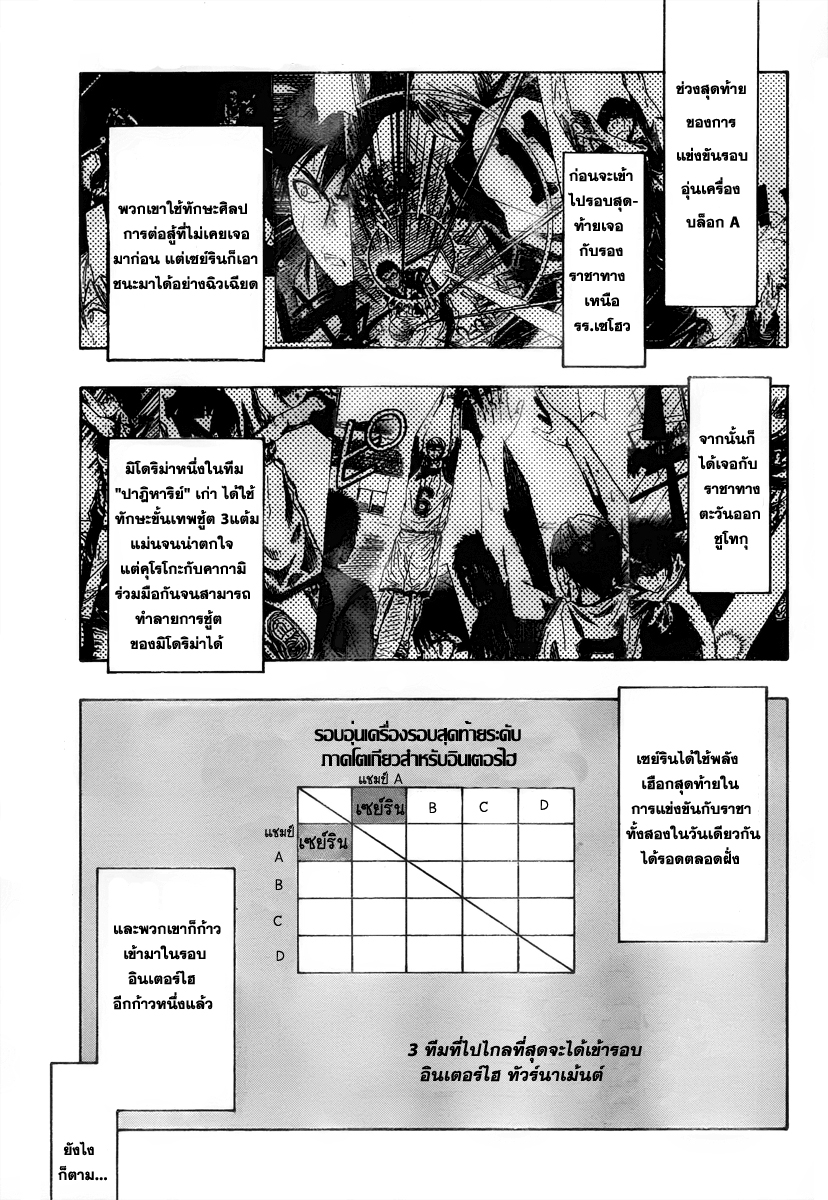 ช่วงสุดท้าย
ของการ
แข่งขันรอบ
อุ่นเครื่อง
บล็อก A
ก่อนจะเข้า
ไปรอบสุด-
ท้ายเจอ
กับรอง
ราชาทาง
เหนือ
รร.เซโฮว
พวกเขาใช้ทักษะศิลป
การต่อสู้ที่ไม่เคยเจอ
มาก่อน แต่เซย์รินก็เอา
ชนะมาได้อย่างฉิวเฉียด
จากนั้นก็
ได้เจอกับ
ราชาทาง
ตะวันออก
ชูโทกุ
มิโดริม่าหนึ่งในทีม
"ปาฎิหาริย์" เก่า ได้ใช้
ทักษะขั้นเทพชู้ต 3แต้ม
แม่นจนน่าตกใจ
แต่คุโรโกะกับคากามิ
ร่วมมือกันจนสามารถ
ทำลายการชู้ต
ของมิโดริม่าได้
6
เซย์รินได้ใช้พลัง
เฮือกสุดท้ายใน
การแข่งขันกับราชา
ทั้งสองในวันเดียวกัน
ได้รอดตลอดฝั่ง
รอบอุ่นเครื่องรอบสุดท้ายระดับ
ภาคโตเกียวสำหรับอินเตอร์ไฮ
แชมป์ A
เซย์ริน B C D
แชมป์
A เซย์ริน
B
C
D
และพวกเขาก็ก้าว
เข้ามาในรอบ
อินเตอร์ไฮ
อีกก้าวหนึ่งแล้ว
3 ทีมที่ไปไกลที่สุดจะได้เข้ารอบ
อินเตอร์ไฮ ทัวร์นาเม้นต์
ยังไง
ก็ตาม...